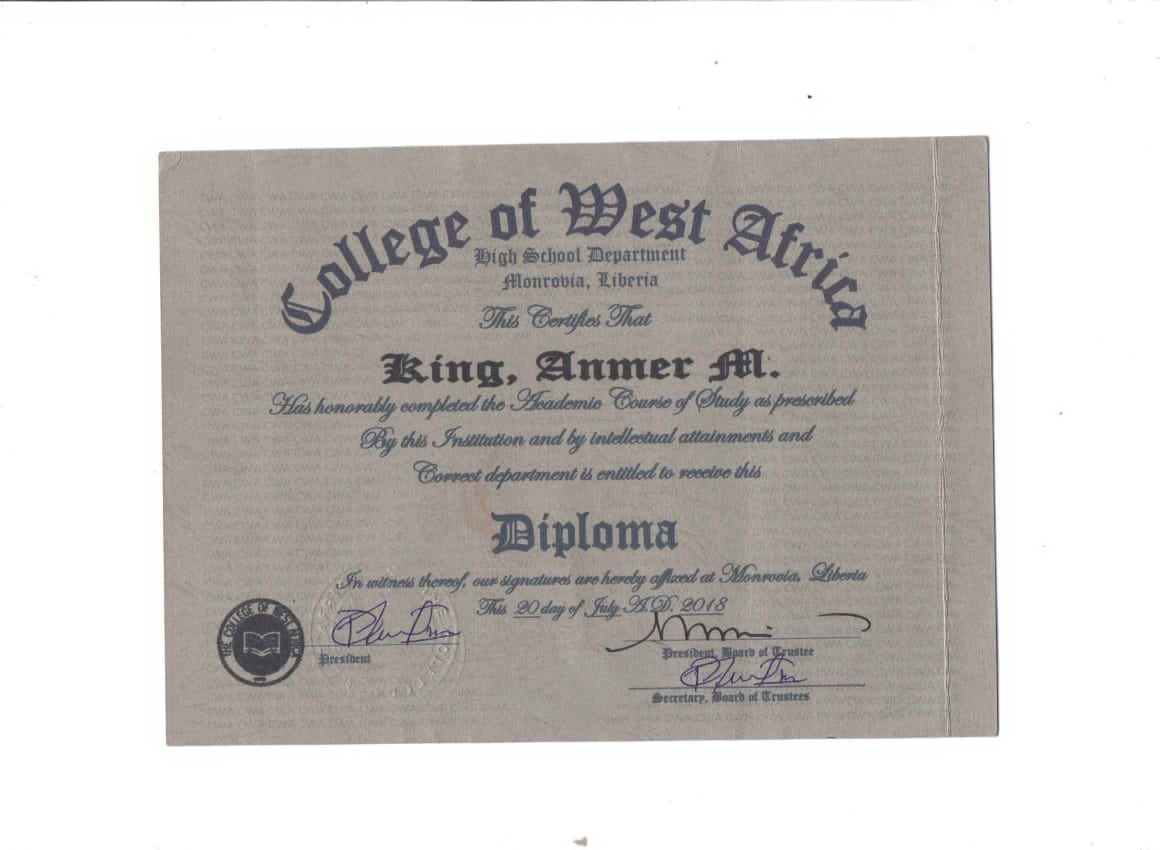 College of West Africa
High School Department
Monrovia, Liberia
This Certifies That
King, Anmer M.
Has honorably completed the Academic Course of Study as prescribed
By this Institution and by intellectual attainments and
Correct department is entitled to receive this
Diploma
In witness thereof, our signatures are hereby affixed at Monrovia, Liberia
This 20 day of July A.D. 2018
THE COLLEGE OF WEST AFRICA
President
President, Board of Trustee
Secretary, Board of Trustees